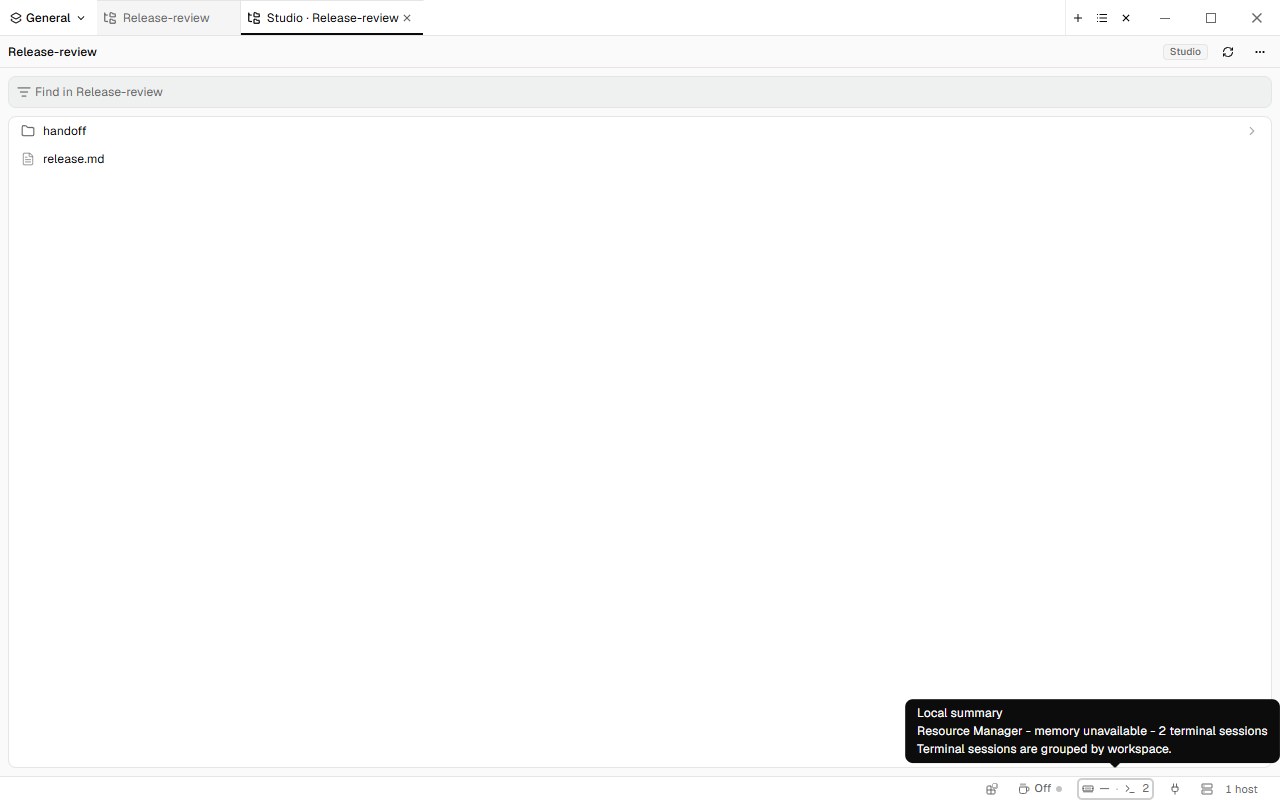 General
Release-review
Studio · Release-review
Release-review
Studio
Find in Release-review
handoff
release.md
Local summary
Resource Manager - memory unavailable - 2 terminal sessions
Terminal sessions are grouped by workspace.
Off
— · 2
1 host